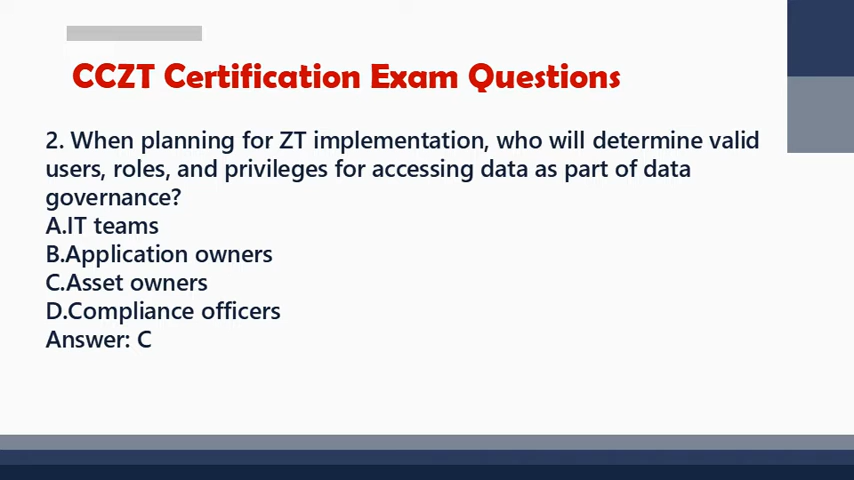 CCZT Certification Exam Questions
2. When planning for ZT implementation, who will determine valid
users, roles, and privileges for accessing data as part of data
governance?
A.IT teams
B.Application owners
C.Asset owners
D.Compliance officers
Answer: C